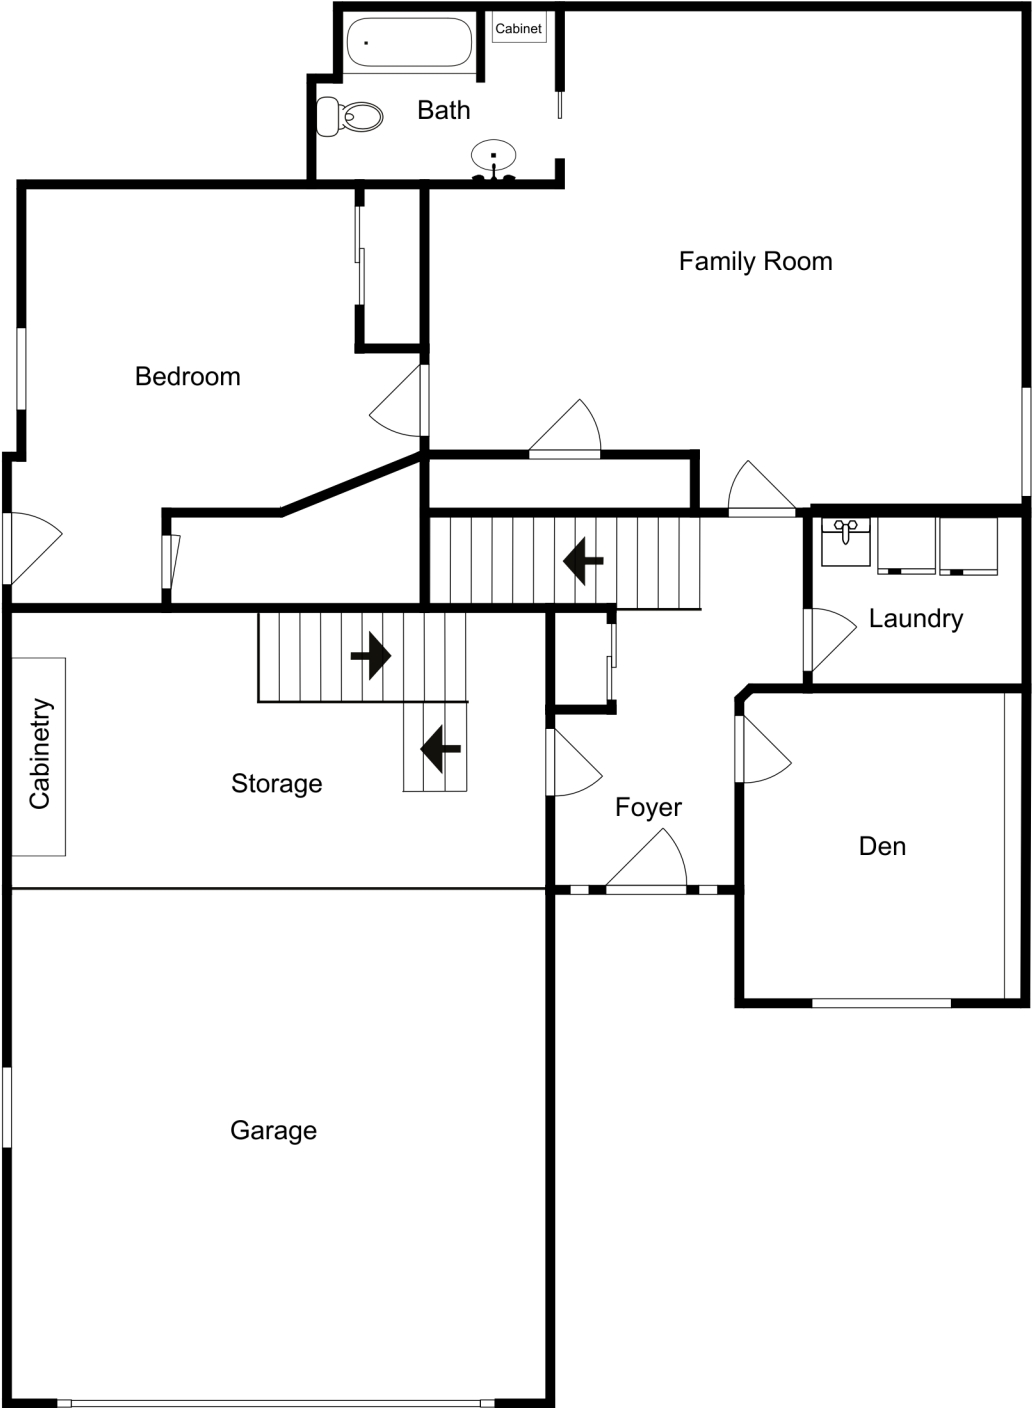 Cabinet
Bath
Family Room
Bedroom
Laundry
Cabinetry
Storage
Foyer
Den
Garage